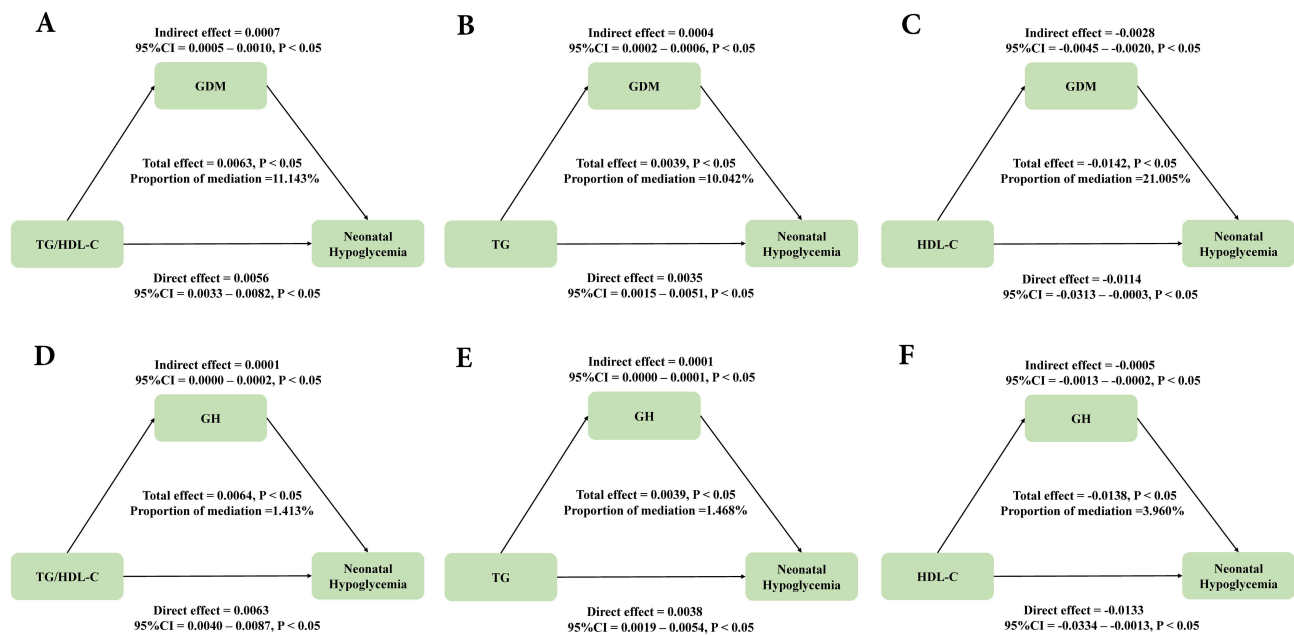 A
Indirect effect = 0.0007
95%CI = 0.0005 – 0.0010, P < 0.05
GDM
Total effect = 0.0063, P < 0.05
Proportion of mediation =11.143%
TG/HDL-C
Neonatal
Hypoglycemia
Direct effect = 0.0056
95%CI = 0.0033 – 0.0082, P < 0.05
B
Indirect effect = 0.0004
95%CI = 0.0002 – 0.0006, P < 0.05
GDM
Total effect = 0.0039, P < 0.05
Proportion of mediation =10.042%
TG
Neonatal
Hypoglycemia
Direct effect = 0.0035
95%CI = 0.0015 – 0.0051, P < 0.05
C
Indirect effect = -0.0028
95%CI = -0.0045 – -0.0020, P < 0.05
GDM
Total effect = -0.0142, P < 0.05
Proportion of mediation =21.005%
HDL-C
Neonatal
Hypoglycemia
Direct effect = -0.0114
95%CI = -0.0313 – -0.0003, P < 0.05
D
Indirect effect = 0.0001
95%CI = 0.0000 – 0.0002, P < 0.05
GH
Total effect = 0.0064, P < 0.05
Proportion of mediation =1.413%
TG/HDL-C
Neonatal
Hypoglycemia
Direct effect = 0.0063
95%CI = 0.0040 – 0.0087, P < 0.05
E
Indirect effect = 0.0001
95%CI = 0.0000 – 0.0001, P < 0.05
GH
Total effect = 0.0039, P < 0.05
Proportion of mediation =1.468%
TG
Neonatal
Hypoglycemia
Direct effect = 0.0038
95%CI = 0.0019 – 0.0054, P < 0.05
F
Indirect effect = -0.0005
95%CI = -0.0013 – -0.0002, P < 0.05
GH
Total effect = -0.0138, P < 0.05
Proportion of mediation =3.960%
HDL-C
Neonatal
Hypoglycemia
Direct effect = -0.0133
95%CI = -0.0334 – -0.0013, P < 0.05